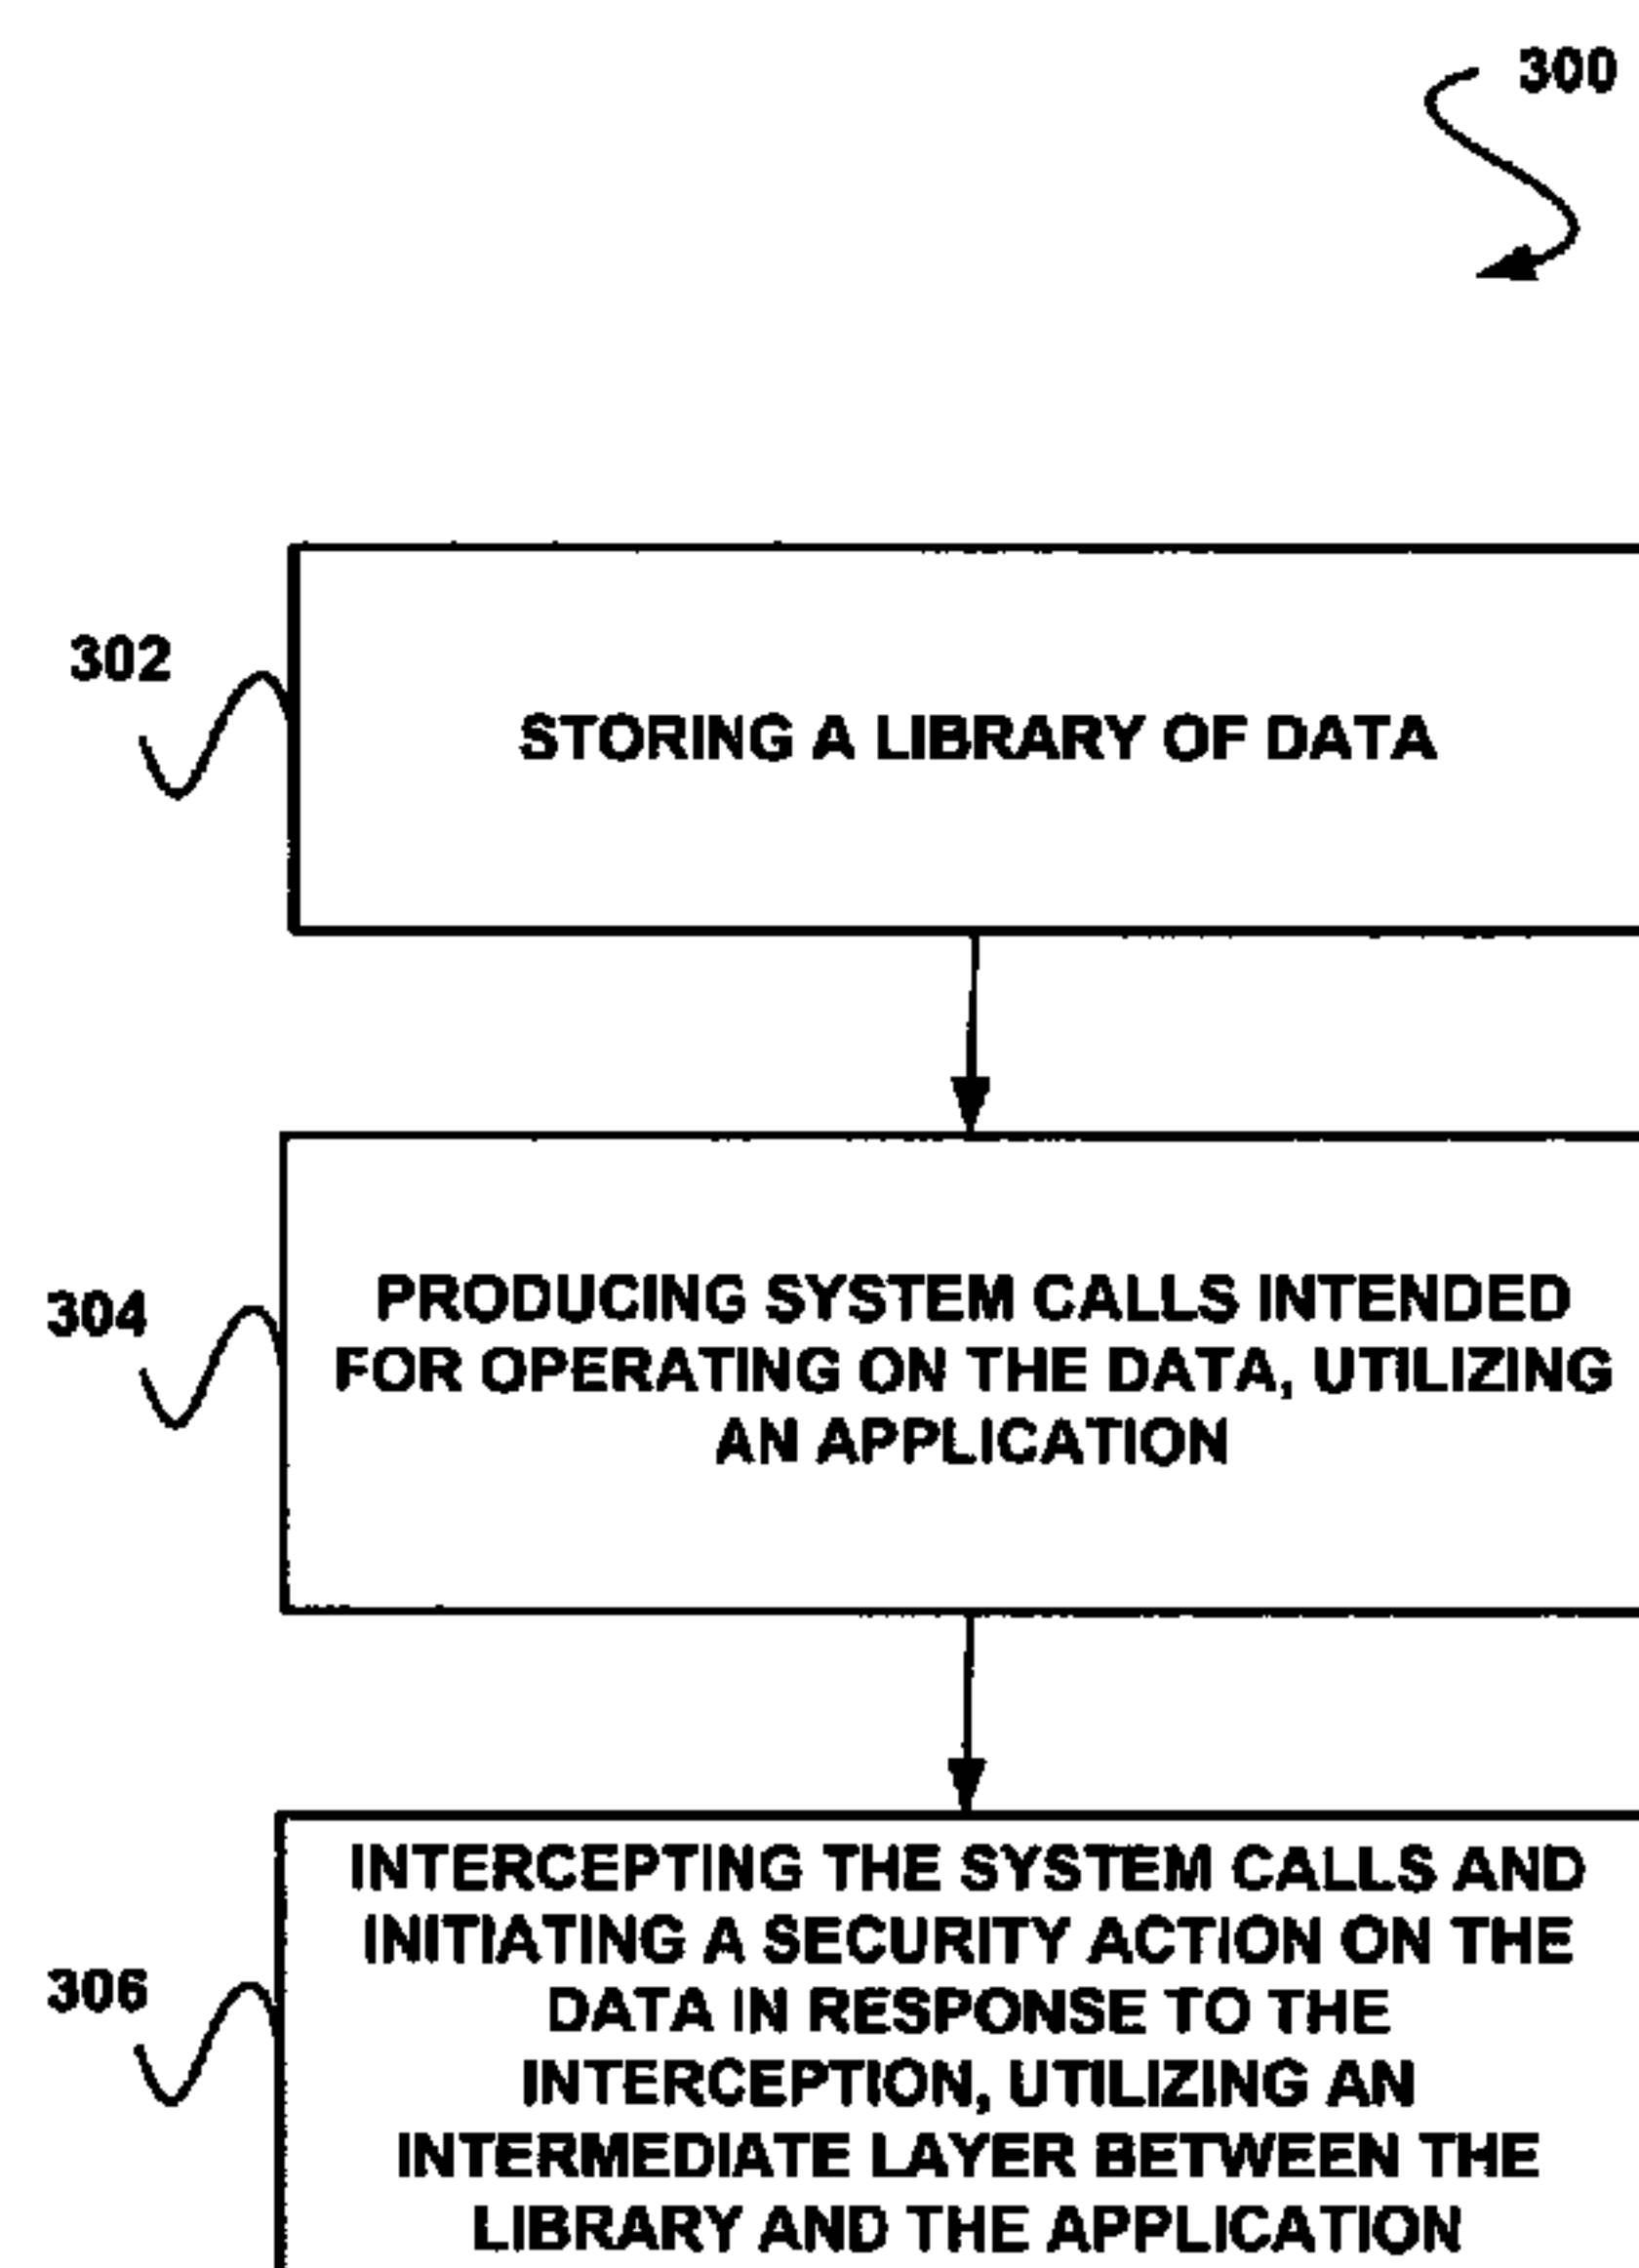 300
302
STORING A LIBRARY OF DATA
304
PRODUCING SYSTEM CALLS INTENDED
FOR OPERATING ON THE DATA, UTILIZING
AN APPLICATION
306
INTERCEPTING THE SYSTEM CALLS AND
INITIATING A SECURITY ACTION ON THE
DATA IN RESPONSE TO THE
INTERCEPTION, UTILIZING AN
INTERMEDIATE LAYER BETWEEN THE
LIBRARY AND THE APPLICATION